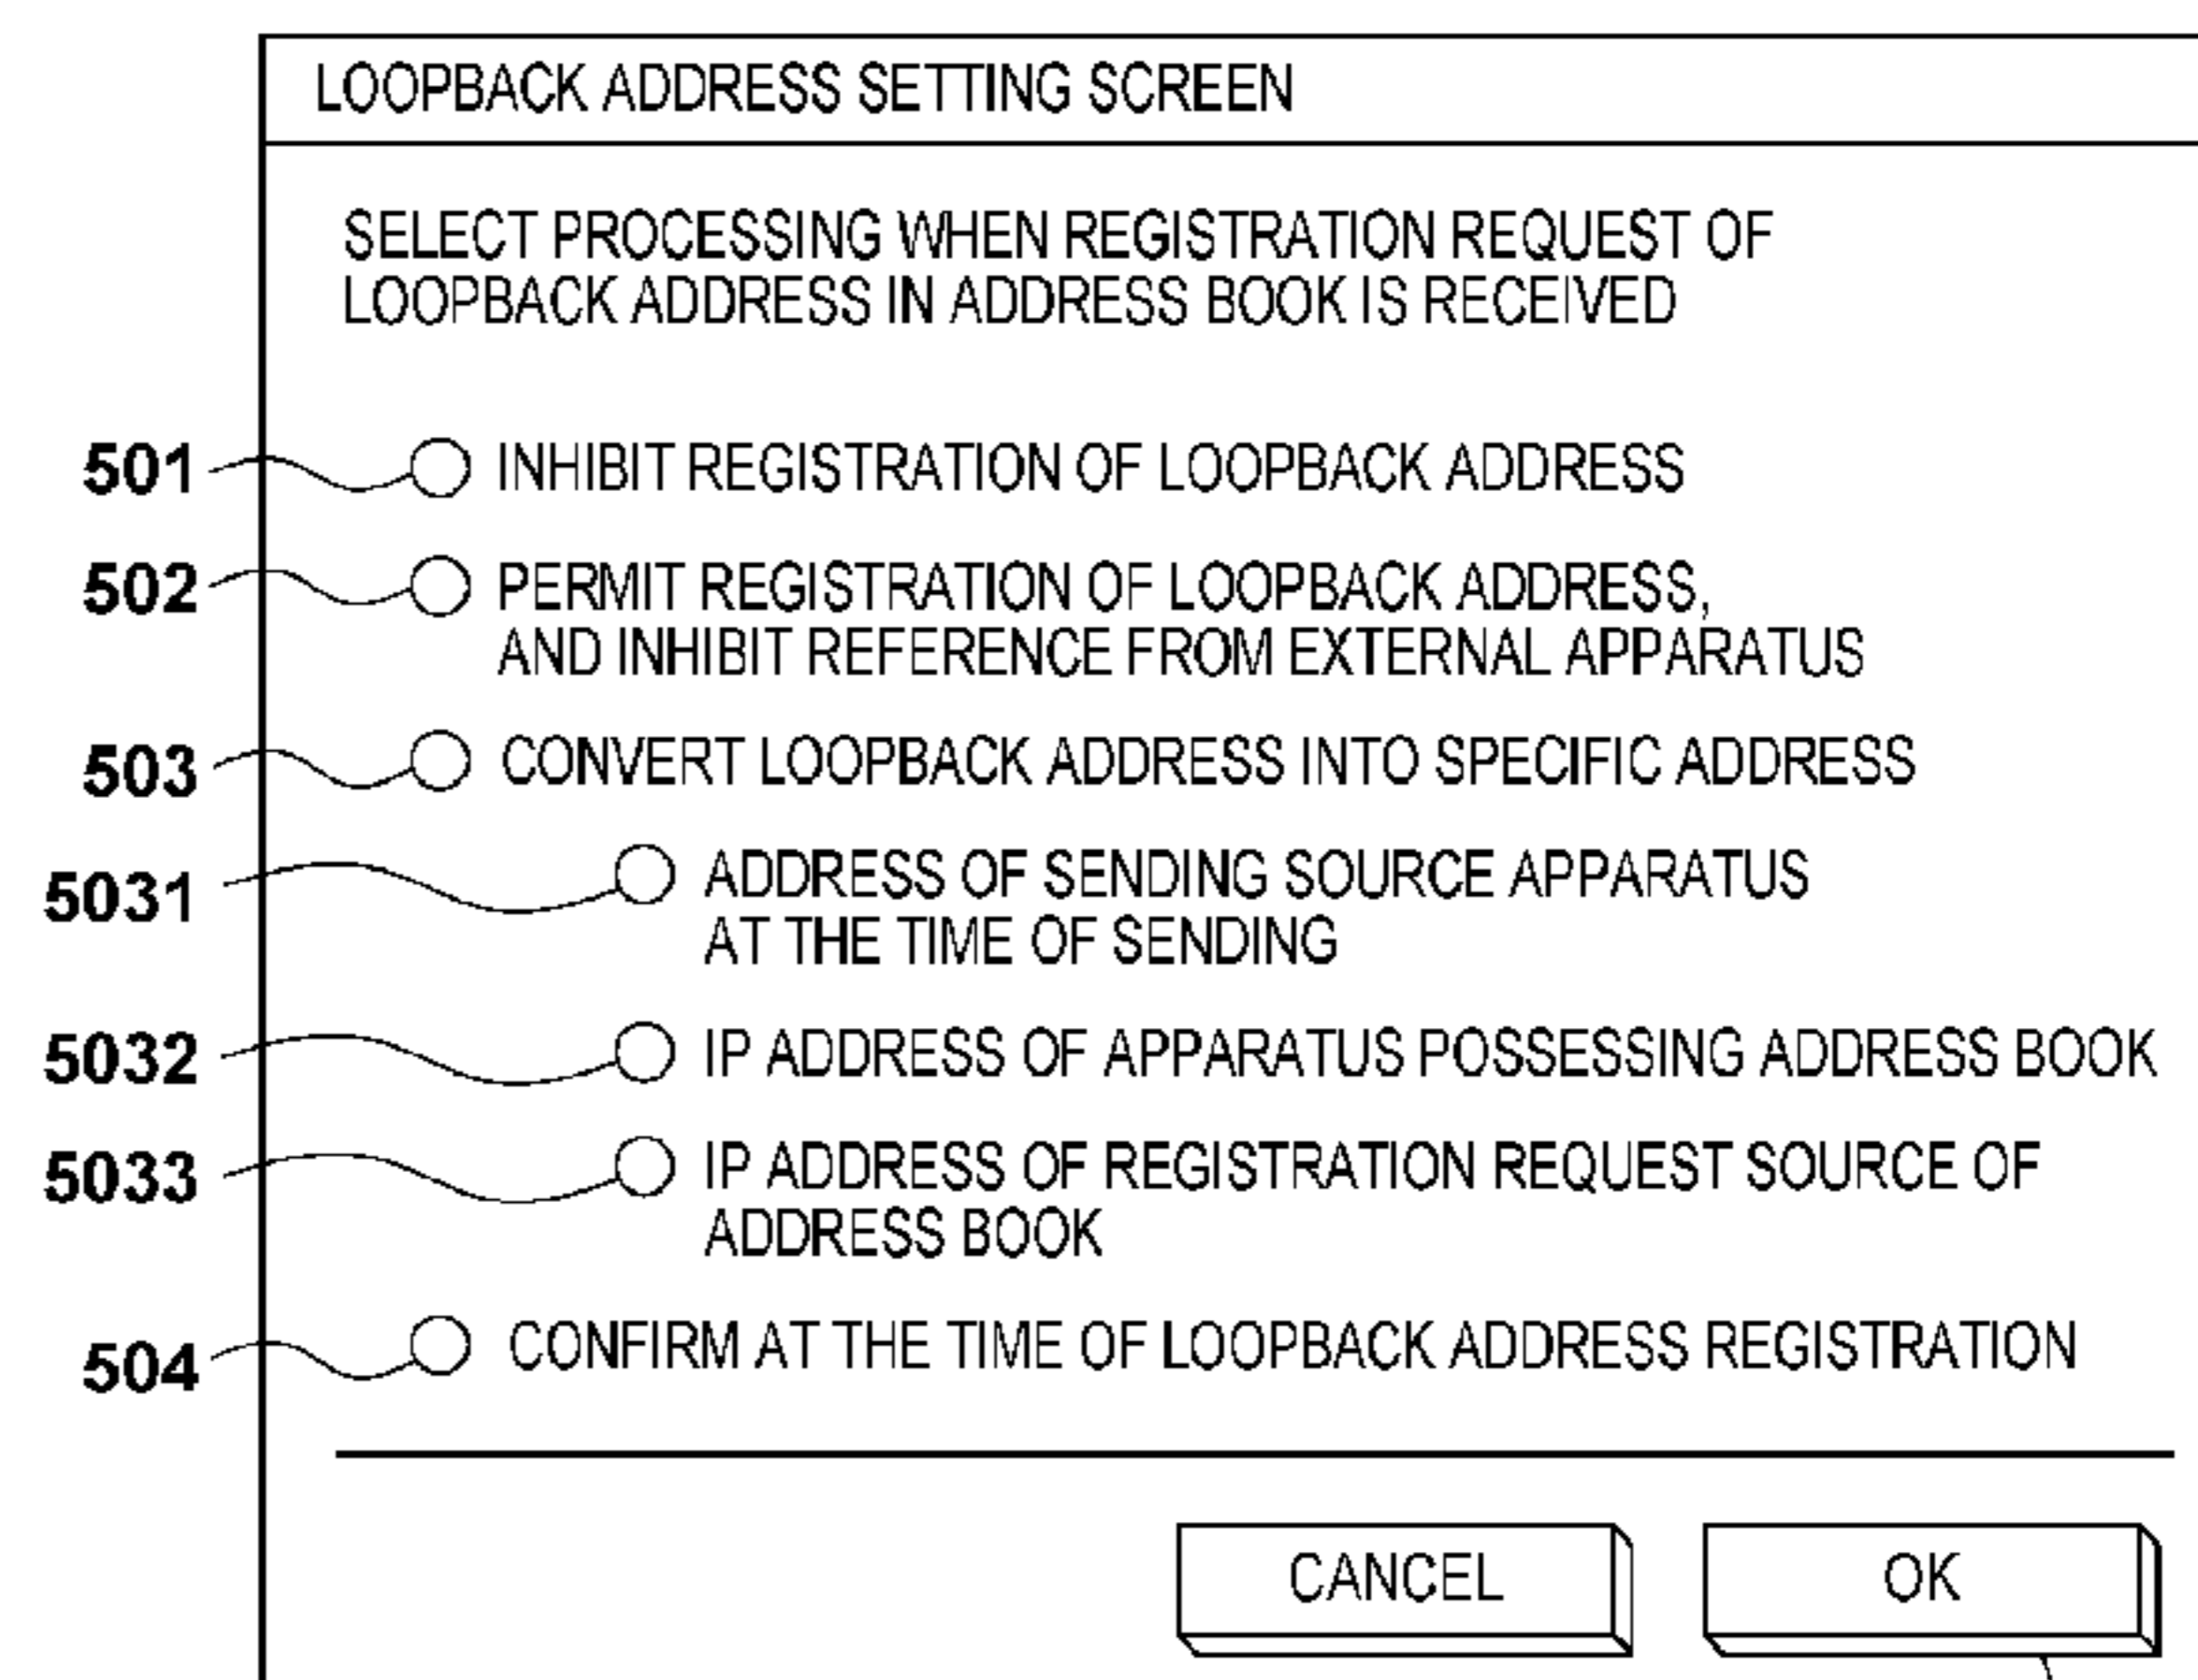 LOOPBACK ADDRESS SETTING SCREEN
SELECT PROCESSING WHEN REGISTRATION REQUEST OF
LOOPBACK ADDRESS IN ADDRESS BOOK IS RECEIVED
501 INHIBIT REGISTRATION OF LOOPBACK ADDRESS
502 PERMIT REGISTRATION OF LOOPBACK ADDRESS,
AND INHIBIT REFERENCE FROM EXTERNAL APPARATUS
503 CONVERT LOOPBACK ADDRESS INTO SPECIFIC ADDRESS
5031 ADDRESS OF SENDING SOURCE APPARATUS
AT THE TIME OF SENDING
5032 IP ADDRESS OF APPARATUS POSSESSING ADDRESS BOOK
5033 IP ADDRESS OF REGISTRATION REQUEST SOURCE OF
ADDRESS BOOK
504 CONFIRM AT THE TIME OF LOOPBACK ADDRESS REGISTRATION
CANCEL OK